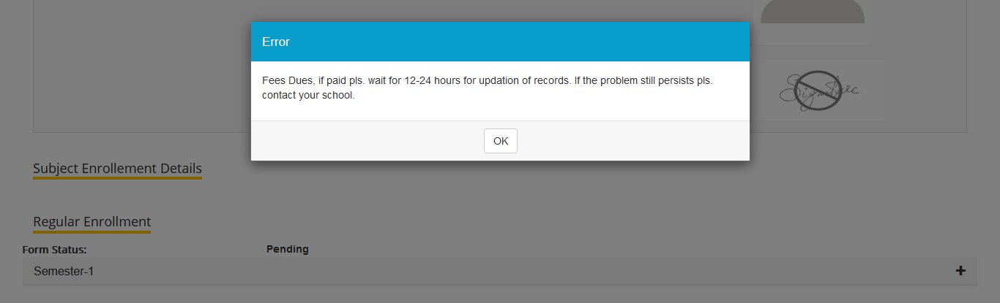 Error
Fees Dues, if paid pls. wait for 12-24 hours for updation of records. If the problem still persists pls.
contact your school.
Signature
OK
Subject Enrollement Details
Regular Enrollment
Form Status: Pending
Semester-1